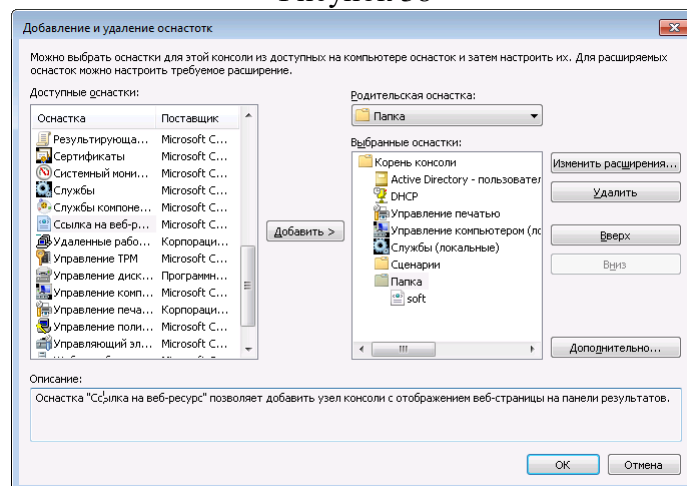 Добавление и удаление оснастотк
Можно выбрать оснастки для этой консоли из доступных на компьютере оснасток и затем настроить их. Для расширяемых
оснасток можно настроить требуемое расширение.
Доступные оснастки:
Оснастка Поставщик
Результирующа... Microsoft C...
Сертификаты Microsoft C...
Системный мони... Microsoft C...
Службы Microsoft C...
Службы компоне... Microsoft C...
Ссылка на веб-р... Microsoft C...
Удаленные рабо... Корпораци...
Управление TPM Microsoft C...
Управление диск... Программн...
Управление комп... Microsoft C...
Управление печа... Корпораци...
Управление поли... Microsoft C...
Управляющий эл... Microsoft C...
Добавить >
Родительская оснастка:
Папка
Выбранные оснастки:
Корень консоли
Active Directory - пользовател
DHCP
Управление печатью
Управление компьютером (ло
Службы (локальные)
Сценарии
Папка
soft
Изменить расширения...
Удалить
Вверх
Вниз
Дополнительно...
Описание:
Оснастка "Ссылка на веб-ресурс" позволяет добавить узел консоли с отображением веб-страницы на панели результатов.
ОК Отмена